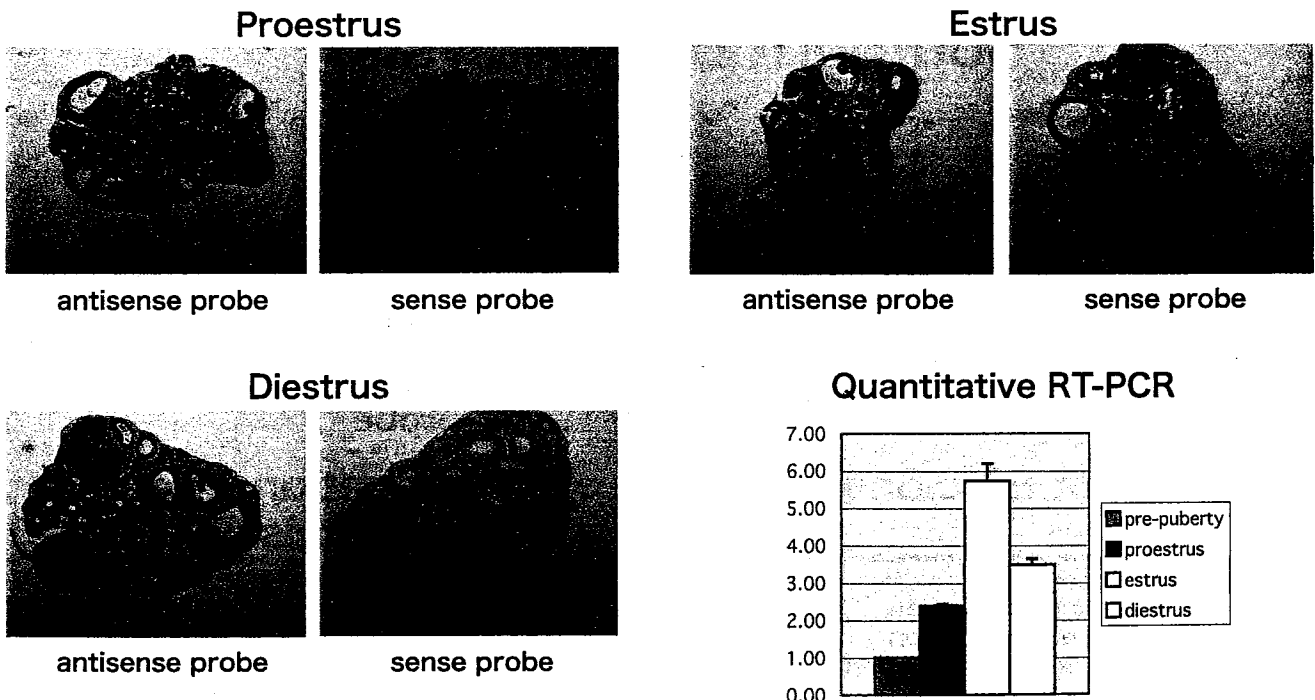 Proestrus
Estrus
antisense probe
sense probe
antisense probe
sense probe
Diestrus
Quantitative RT-PCR
antisense probe
sense probe
7.00
6.00
5.00
4.00
3.00
2.00
1.00
0.00
pre-puberty
proestrus
estrus
diestrus